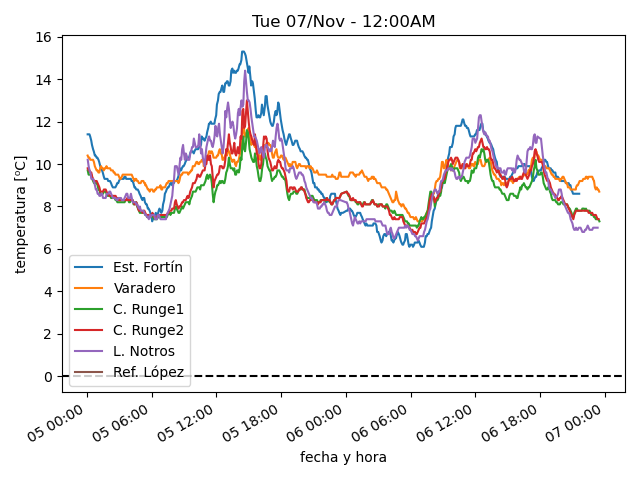 Tue 07/Nov - 12:00AM
temperatura [ºC]
16
14
12
10
8
6
4
2
0
Est. Fortín
Varadero
C. Runge1
C. Runge2
L. Notros
Ref. López
05 00:00
05 06:00
05 12:00
05 18:00
06 00:00
06 06:00
06 12:00
06 18:00
07 00:00
fecha y hora